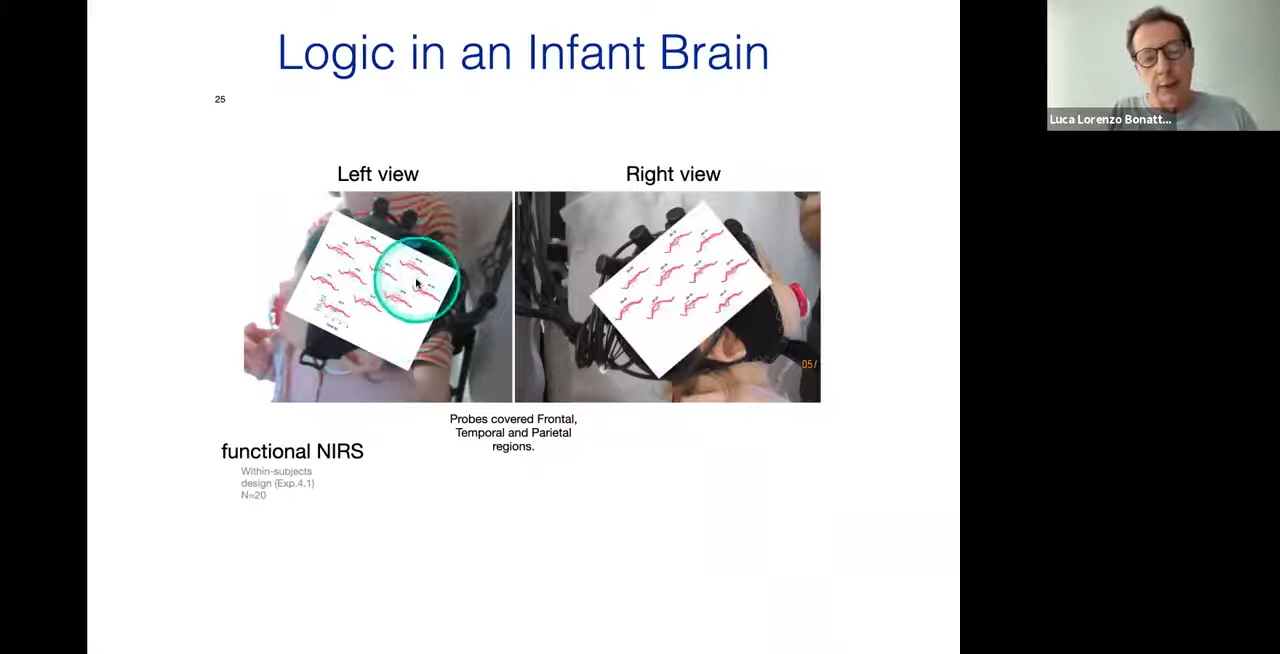 Logic in an Infant Brain
25
Left view
Right view
05/
Probes covered Frontal,
Temporal and Parietal
regions.
functional NIRS
Within-subjects
design (Exp.4.1)
N=20
Luca Lorenzo Bonatt...